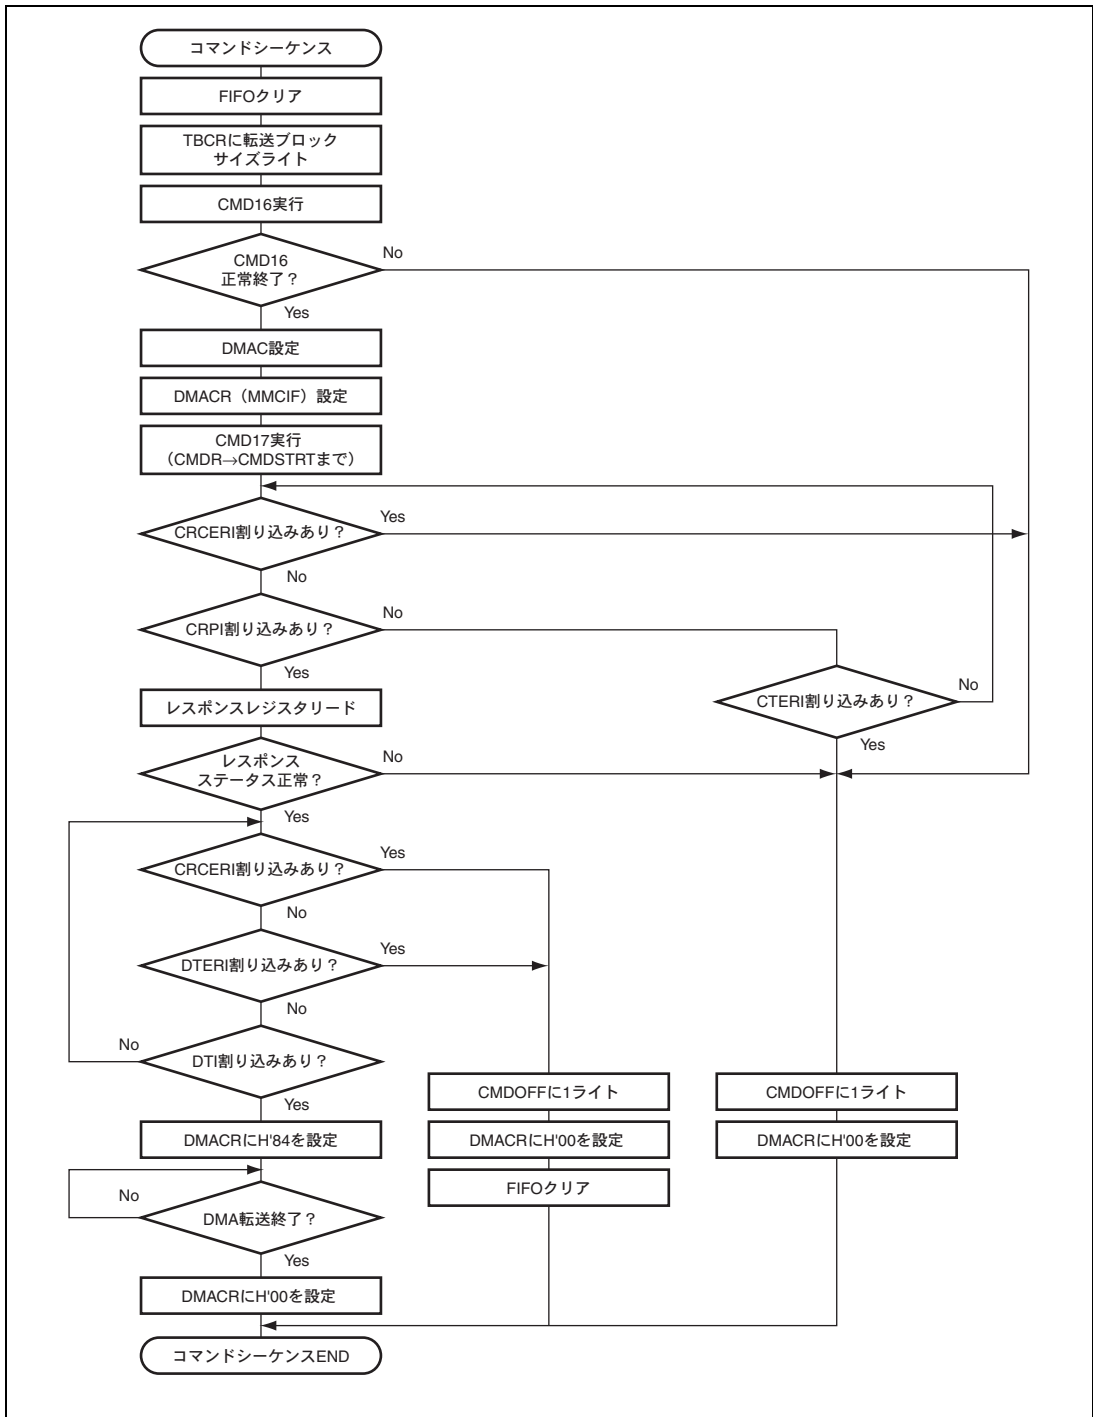 コマンドシーケンス
FIFOクリア
TBCRに転送ブロック
サイズライト
CMD16実行
CMD16
正常終了？
No
Yes
DMAC設定
DMACR（MMCIF）設定
CMD17実行
（CMDR→CMDSTRTまで）
CRCERI割り込みあり？
Yes
No
CRPI割り込みあり？
No
Yes
CTERI割り込みあり？
No
Yes
レスポンスレジスタリード
レスポンス
ステータス正常？
No
Yes
CRCERI割り込みあり？
Yes
No
DTERI割り込みあり？
Yes
No
DTI割り込みあり？
No
Yes
CMDOFFに1ライト
CMDOFFに1ライト
DMACRにH'84を設定
DMACRにH'00を設定
DMACRにH'00を設定
FIFOクリア
DMA転送終了？
No
Yes
DMACRにH'00を設定
コマンドシーケンスEND